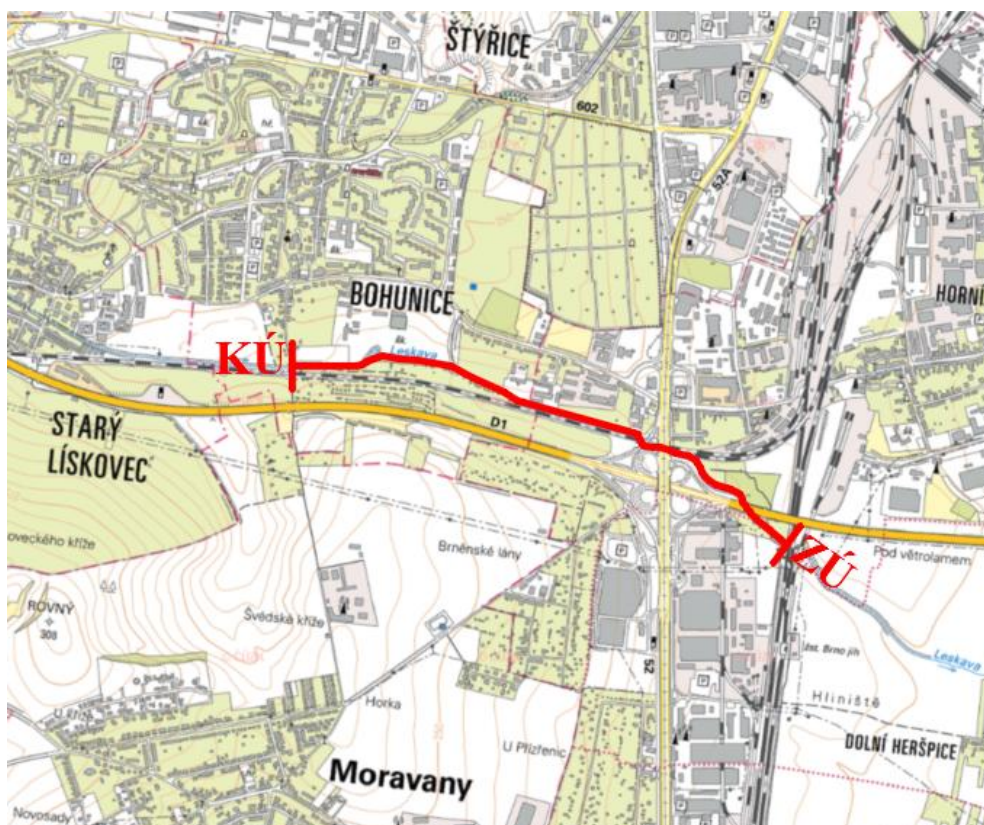 ŠTÝŘICE
602
52A
BOHUNICE
HORNÍ
KÚ
Leskava
STARÝ
LÍSKOVEC
D1
oveckého kříže
Brněnské lány
ZÚ
Pod větrolamem
ROVNÝ
308
Švédská kříže
52
žst. Brno jih
Leskava
Hliniště
Horka
U Přízřenic
DOLNÍ HERŠPICE
Moravany
Novosady